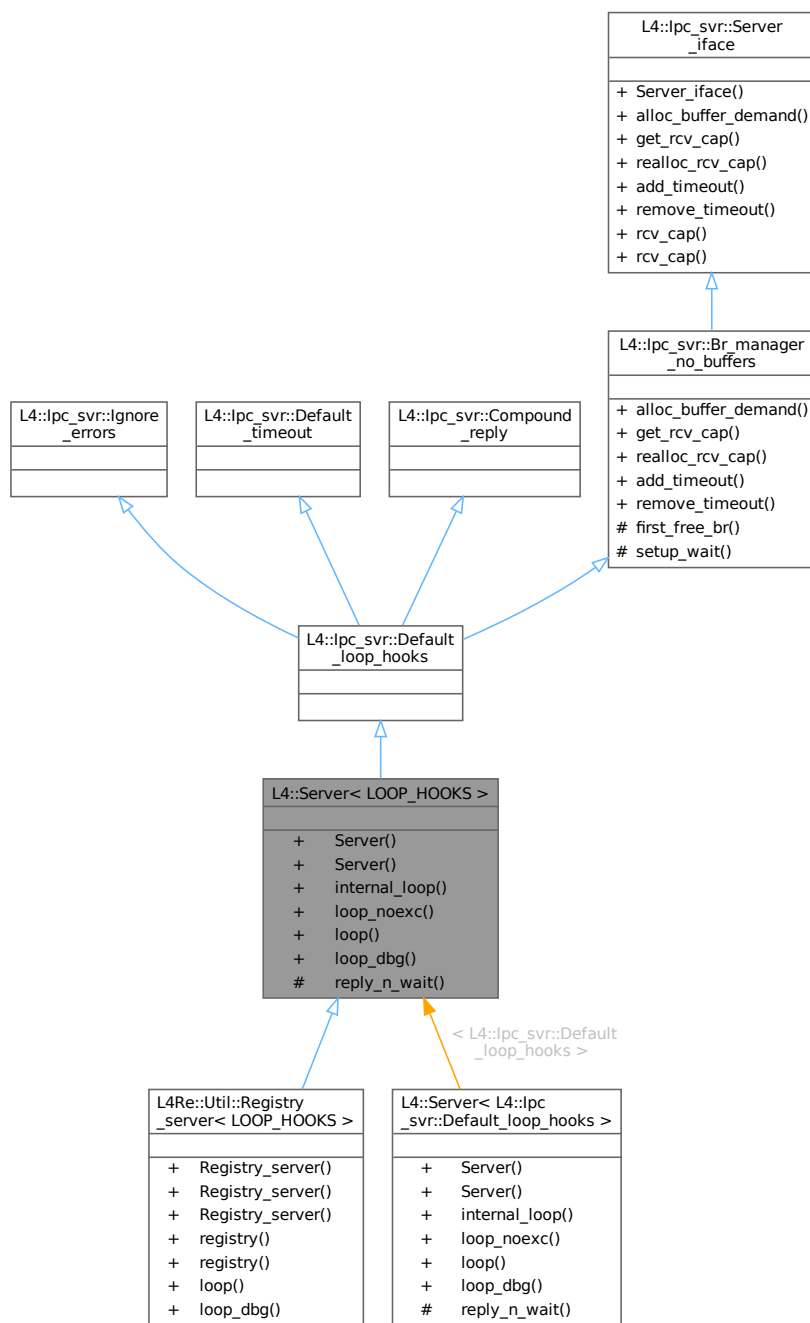 L4::Ipc_svr::Server
_iface
+ Server_iface()
+ alloc_buffer_demand()
+ get_rcv_cap()
+ realloc_rcv_cap()
+ add_timeout()
+ remove_timeout()
+ rcv_cap()
+ rcv_cap()
L4::Ipc_svr::Br_manager
_no_buffers
+ alloc_buffer_demand()
+ get_rcv_cap()
+ realloc_rcv_cap()
+ add_timeout()
+ remove_timeout()
# first_free_br()
# setup_wait()
L4::Ipc_svr::Ignore
_errors
L4::Ipc_svr::Default
_timeout
L4::Ipc_svr::Compound
_reply
L4::Ipc_svr::Default
_loop_hooks
L4::Server< LOOP_HOOKS >
+ Server()
+ Server()
+ internal_loop()
+ loop_noexc()
+ loop()
+ loop_dbg()
# reply_n_wait()
< L4::Ipc_svr::Default
_loop_hooks >
L4Re::Util::Registry
_server< LOOP_HOOKS >
+ Registry_server()
+ Registry_server()
+ Registry_server()
+ registry()
+ registry()
+ loop()
+ loop_dbg()
L4::Server< L4::Ipc
_svr::Default_loop_hooks >
+ Server()
+ Server()
+ internal_loop()
+ loop_noexc()
+ loop()
+ loop_dbg()
# reply_n_wait()